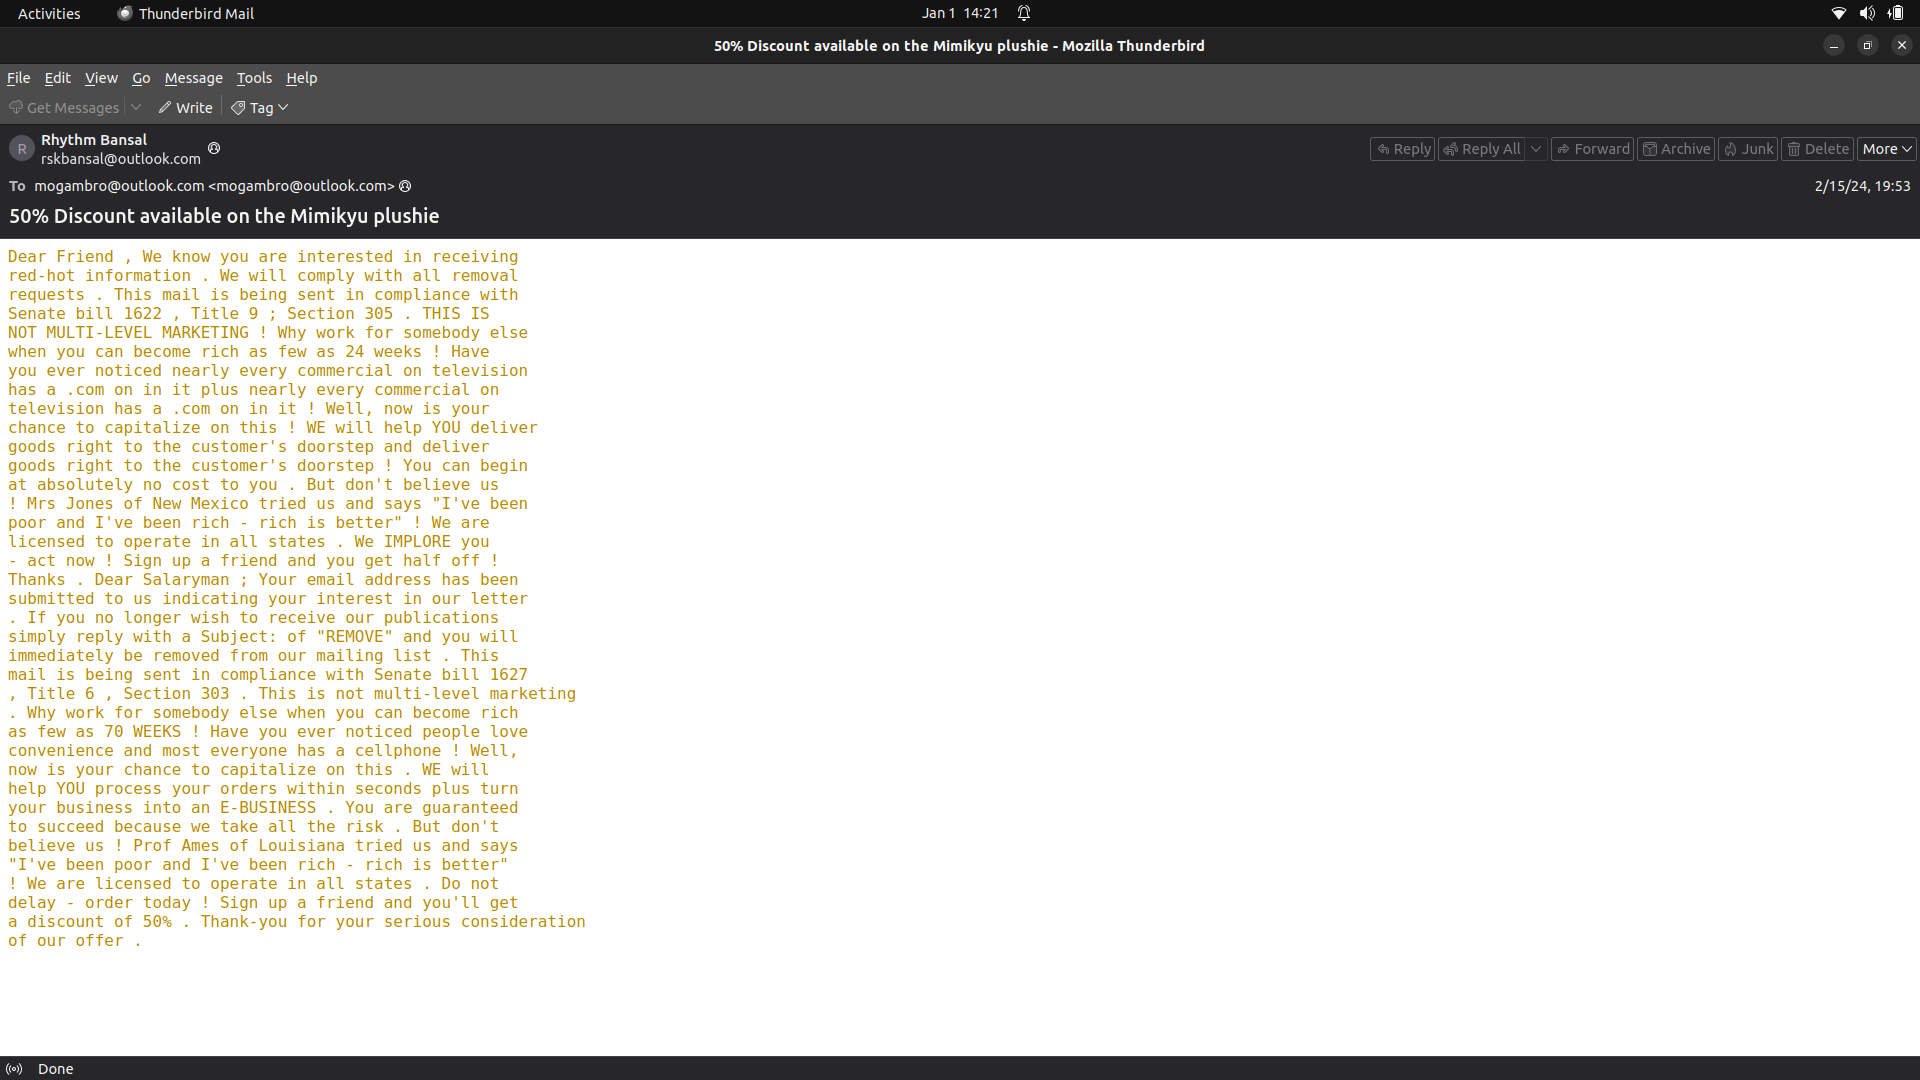 Activities
Thunderbird Mail
Jan 1 14:21
50% Discount available on the Mimikyu plushie - Mozilla Thunderbird
File Edit View Go Message Tools Help
Get Messages Write Tag
R
Rhythm Bansal
rskbansal@outlook.com
Reply Reply All Forward Archive Junk Delete More
To mogambro@outlook.com <mogambro@outlook.com>
2/15/24, 19:53
50% Discount available on the Mimikyu plushie
Dear Friend , We know you are interested in receiving
red-hot information . We will comply with all removal
requests . This mail is being sent in compliance with
Senate bill 1622 , Title 9 ; Section 305 . THIS IS
NOT MULTI-LEVEL MARKETING ! Why work for somebody else
when you can become rich as few as 24 weeks ! Have
you ever noticed nearly every commercial on television
has a .com on in it plus nearly every commercial on
television has a .com on in it ! Well, now is your
chance to capitalize on this ! WE will help YOU deliver
goods right to the customer's doorstep and deliver
goods right to the customer's doorstep ! You can begin
at absolutely no cost to you . But don't believe us
! Mrs Jones of New Mexico tried us and says "I've been
poor and I've been rich - rich is better" ! We are
licensed to operate in all states . We IMPLORE you
- act now ! Sign up a friend and you get half off !
Thanks . Dear Salaryman ; Your email address has been
submitted to us indicating your interest in our letter
. If you no longer wish to receive our publications
simply reply with a Subject: of "REMOVE" and you will
immediately be removed from our mailing list . This
mail is being sent in compliance with Senate bill 1627
, Title 6 , Section 303 . This is not multi-level marketing
. Why work for somebody else when you can become rich
as few as 70 WEEKS ! Have you ever noticed people love
convenience and most everyone has a cellphone ! Well,
now is your chance to capitalize on this . WE will
help YOU process your orders within seconds plus turn
your business into an E-BUSINESS . You are guaranteed
to succeed because we take all the risk . But don't
believe us ! Prof Ames of Louisiana tried us and says
"I've been poor and I've been rich - rich is better"
! We are licensed to operate in all states . Do not
delay - order today ! Sign up a friend and you'll get
a discount of 50% . Thank-you for your serious consideration
of our offer .
Done